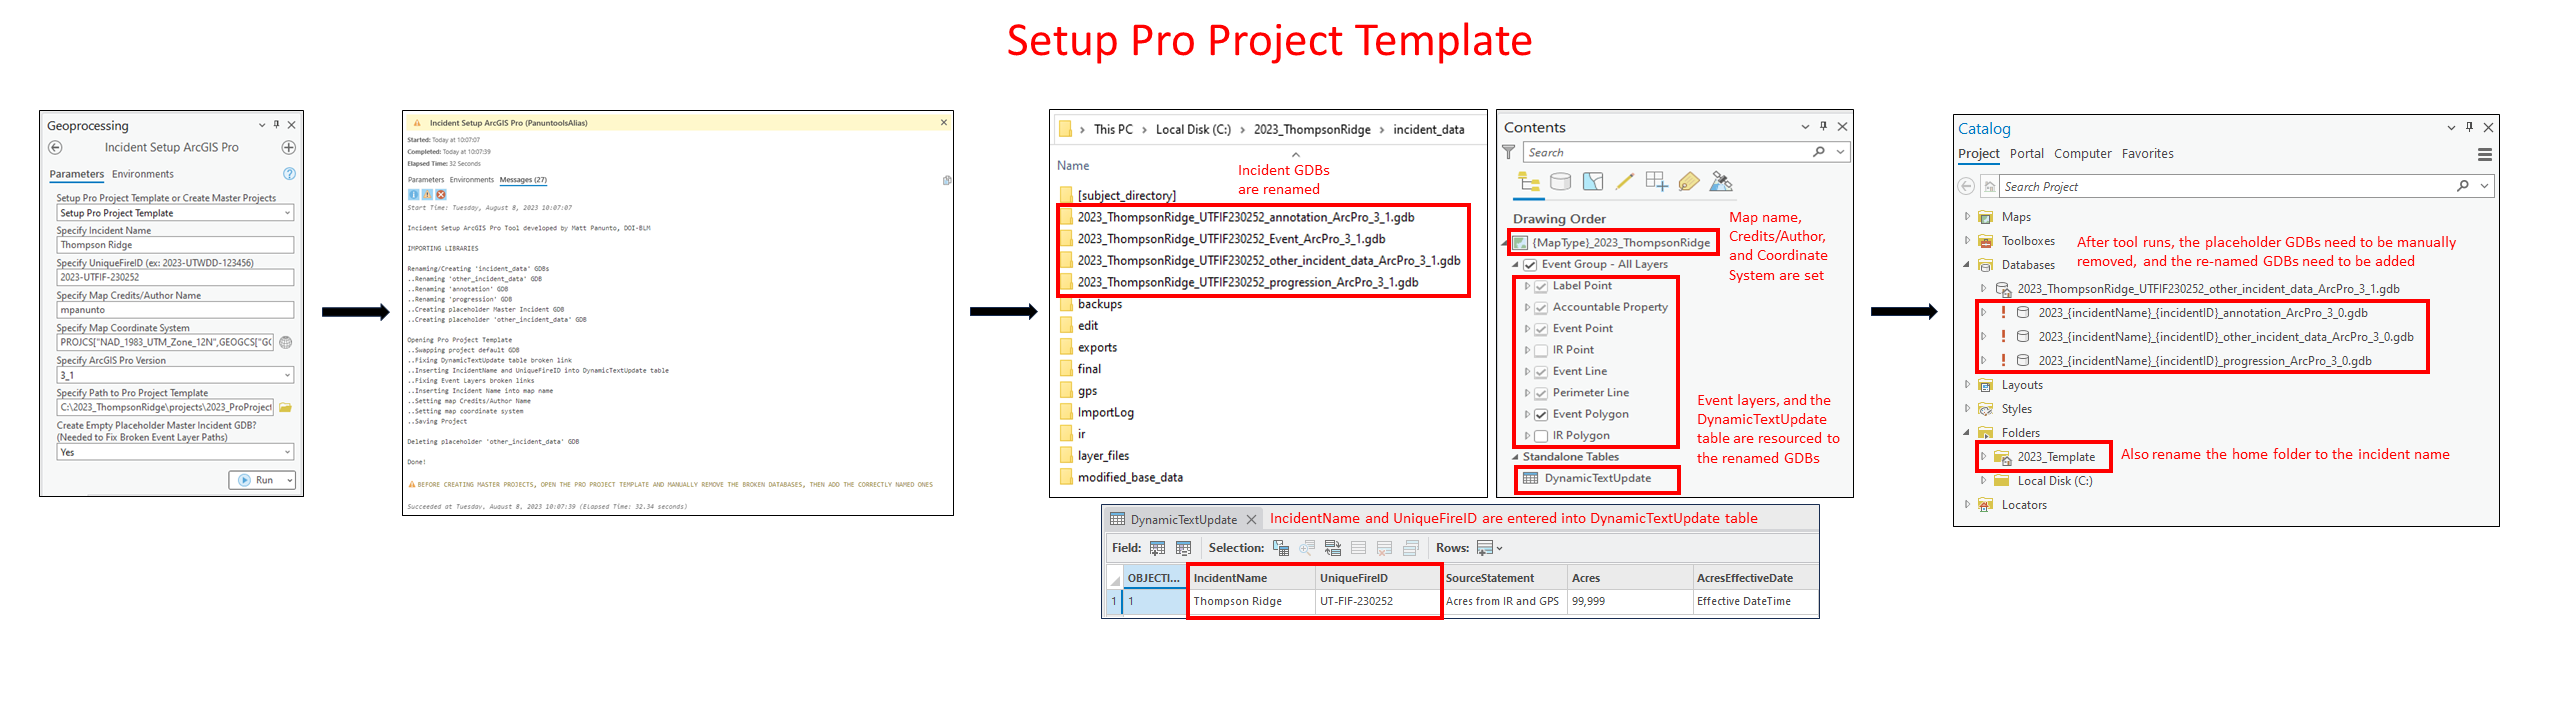 Setup Pro Project Template
Geoprocessing
Incident Setup ArcGIS Pro
Parameters Environments
Setup Pro Project Template or Create Master Projects
Setup Pro Project Template
Specify Incident Name
Thompson Ridge
Specify UniqueFireID (ex: 2023-UTWDD-123456)
2023-UTFIF-230252
Specify Map Credits/Author Name
mpanunto
Specify Map Coordinate System
PROJCS["NAD_1983_UTM_Zone_12N",GEOGCS["GC
Specify ArcGIS Pro Version
3_1
Specify Path to Pro Project Template
C:\2023_ThompsonRidge\projects\2023_ProProject
Create Empty Placeholder Master Incident GDB?
(Needed to Fix Broken Event Layer Paths)
Yes
Run
Incident Setup ArcGIS Pro (PanuntoolsAlias)
Started: Today at 10:07:07
Completed: Today at 10:07:39
Elapsed Time: 32 Seconds
Parameters Environments Messages (27)
Start Time: Tuesday, August 8, 2023 10:07:07
Incident Setup ArcGIS Pro Tool developed by Matt Panunto, DOI-BLM
IMPORTING LIBRARIES
Renaming/Creating 'incident_data' GDBs
..Renaming 'other_incident_data' GDB
..Renaming 'annotation' GDB
..Renaming 'progression' GDB
..Creating placeholder Master Incident GDB
..Creating placeholder 'other_incident_data' GDB
Opening Pro Project Template
..Swapping project default GDB
..Fixing DynamicTextUpdate table broken link
..Inserting IncidentName and UniqueFireID into DynamicTextUpdate table
..Fixing Event Layers broken links
..Inserting Incident Name into map name
..Setting map Credits/Author Name
..Setting map coordinate system
..Saving Project
Deleting placeholder 'other_incident_data' GDB
Done!
BEFORE CREATING MASTER PROJECTS, OPEN THE PRO PROJECT TEMPLATE AND MANUALLY REMOVE THE BROKEN DATABASES, THEN ADD THE CORRECTLY NAMED ONES
Succeeded at Tuesday, August 8, 2023 10:07:39 (Elapsed Time: 32.34 seconds)
This PC > Local Disk (C:) > 2023_ThompsonRidge > incident_data
Name
Incident GDBs
are renamed
[subject_directory]
2023_ThompsonRidge_UTFIF230252_annotation_ArcPro_3_1.gdb
2023_ThompsonRidge_UTFIF230252_Event_ArcPro_3_1.gdb
2023_ThompsonRidge_UTFIF230252_other_incident_data_ArcPro_3_1.gdb
2023_ThompsonRidge_UTFIF230252_progression_ArcPro_3_1.gdb
backups
edit
exports
final
gps
ImportLog
ir
layer_files
modified_base_data
Contents
Search
Drawing Order
{MapType}_2023_ThompsonRidge
Event Group - All Layers
Label Point
Accountable Property
Event Point
IR Point
Event Line
Perimeter Line
Event Polygon
IR Polygon
Standalone Tables
DynamicTextUpdate
Map name,
Credits/Author,
and Coordinate
System are set
Event layers, and the
DynamicTextUpdate
table are resourced to
the renamed GDBs
DynamicTextUpdate
IncidentName and UniqueFireID are entered into DynamicTextUpdate table
Field: Selection: Rows:
OBJECTI... IncidentName UniqueFireID SourceStatement Acres AcresEffectiveDate
1 1 Thompson Ridge UT-FIF-230252 Acres from IR and GPS 99,999 Effective DateTime
Catalog
Project Portal Computer Favorites
Search Project
Maps
Toolboxes
Databases
After tool runs, the placeholder GDBs need to be manually
removed, and the re-named GDBs need to be added
2023_ThompsonRidge_UTFIF230252_other_incident_data_ArcPro_3_1.gdb
2023_{incidentName}_{incidentID}_annotation_ArcPro_3_0.gdb
2023_{incidentName}_{incidentID}_other_incident_data_ArcPro_3_0.gdb
2023_{incidentName}_{incidentID}_progression_ArcPro_3_0.gdb
Layouts
Styles
Folders
2023_Template
Also rename the home folder to the incident name
Local Disk (C:)
Locators